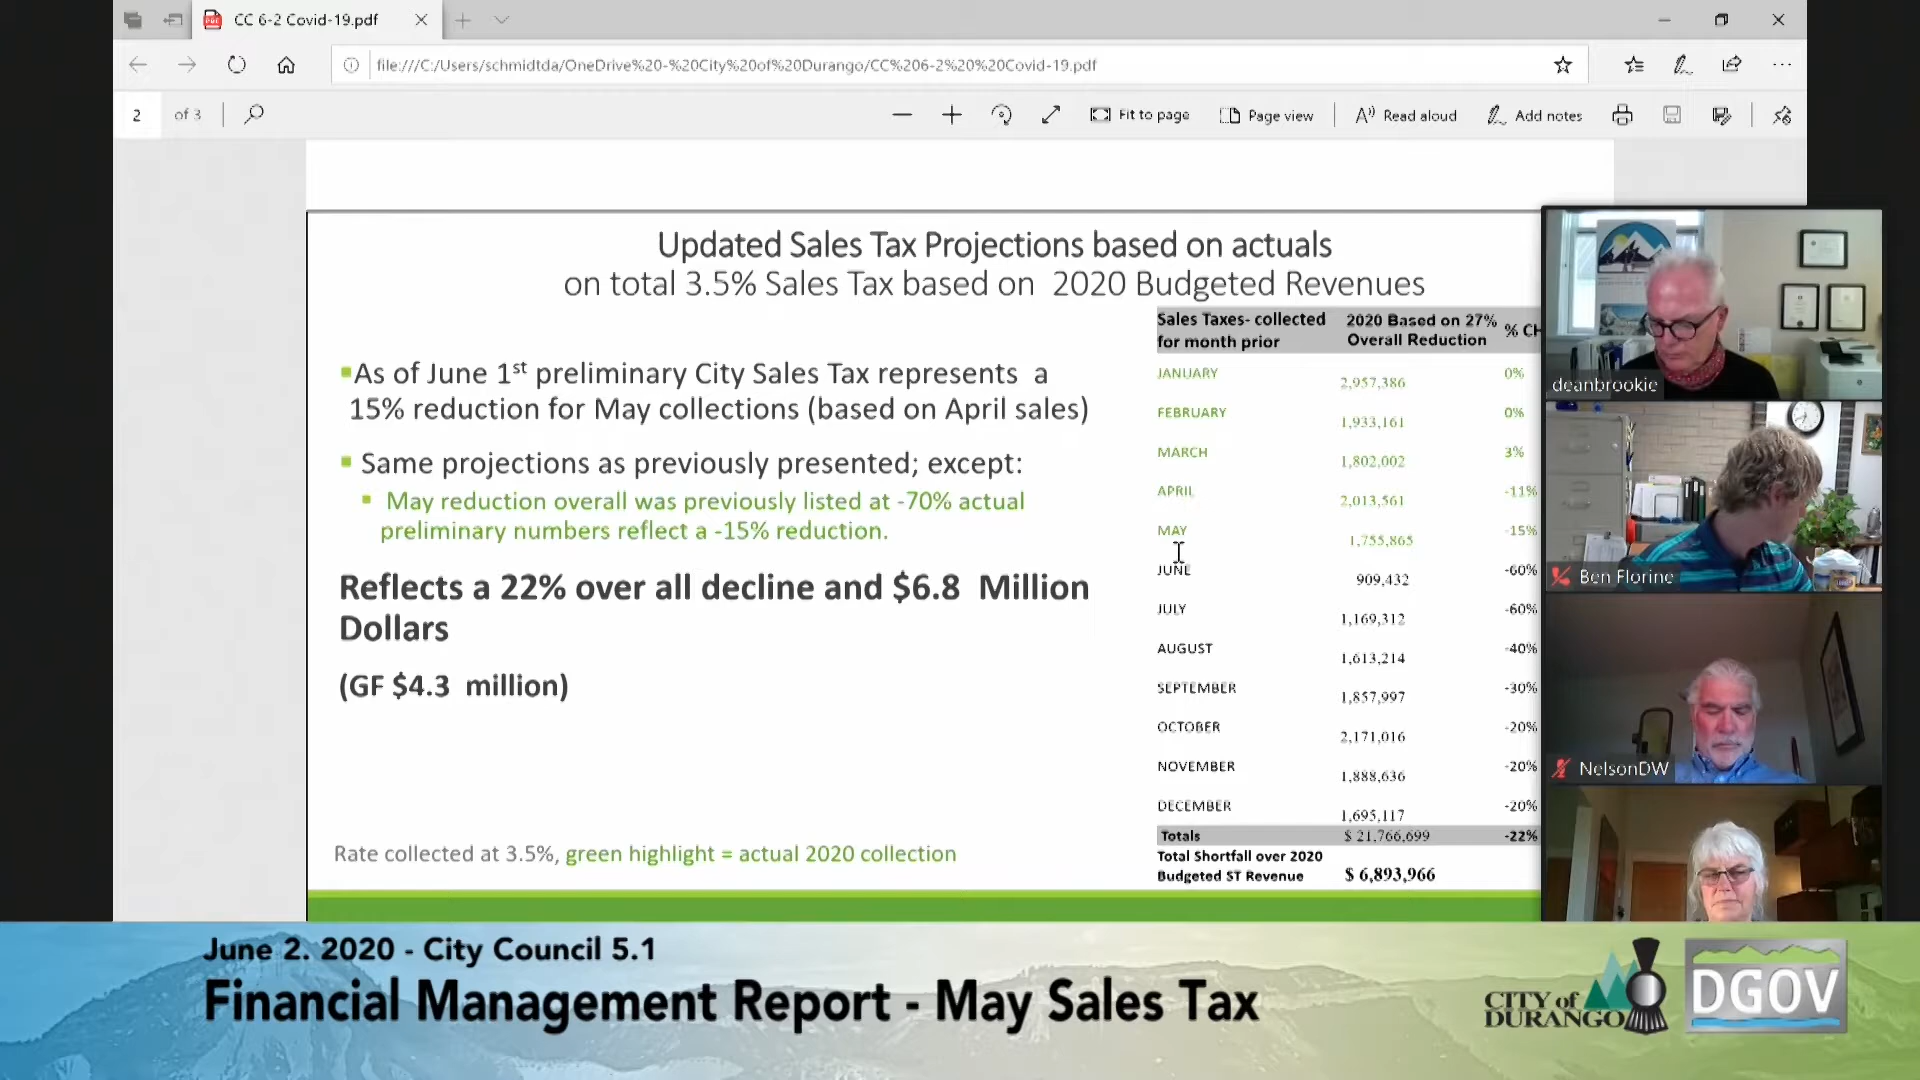 CC 6-2 Covid-19.pdf
file:///C:/Users/schmidtda/OneDrive%20-%20City%20of%20Durango/CC%206-2%20%20Covid-19.pdf
2 of 3
Fit to page
Page view
Read aloud
Add notes
Updated Sales Tax Projections based on actuals
on total 3.5% Sales Tax based on 2020 Budgeted Revenues
As of June 1st preliminary City Sales Tax represents a
15% reduction for May collections (based on April sales)
Same projections as previously presented; except:
May reduction overall was previously listed at -70% actual
preliminary numbers reflect a -15% reduction.
Reflects a 22% over all decline and $6.8 Million
Dollars
(GF $4.3 million)
Rate collected at 3.5%, green highlight = actual 2020 collection
Sales Taxes- collected
for month prior
2020 Based on 27%
Overall Reduction
% CH
JANUARY 2,957,386 0%
FEBRUARY 1,933,161 0%
MARCH 1,802,002 3%
APRIL 2,013,561 -11%
MAY 1,755,865 -15%
JUNE 909,432 -60%
JULY 1,169,312 -60%
AUGUST 1,613,214 -40%
SEPTEMBER 1,857,997 -30%
OCTOBER 2,171,016 -20%
NOVEMBER 1,888,636 -20%
DECEMBER 1,695,117 -20%
Totals $ 21,766,699 -22%
Total Shortfall over 2020
Budgeted ST Revenue $ 6,893,966
deanbrookie
Ben Florine
NelsonDW
June 2. 2020 - City Council 5.1
Financial Management Report - May Sales Tax
CITY of
DURANGO
DGOV